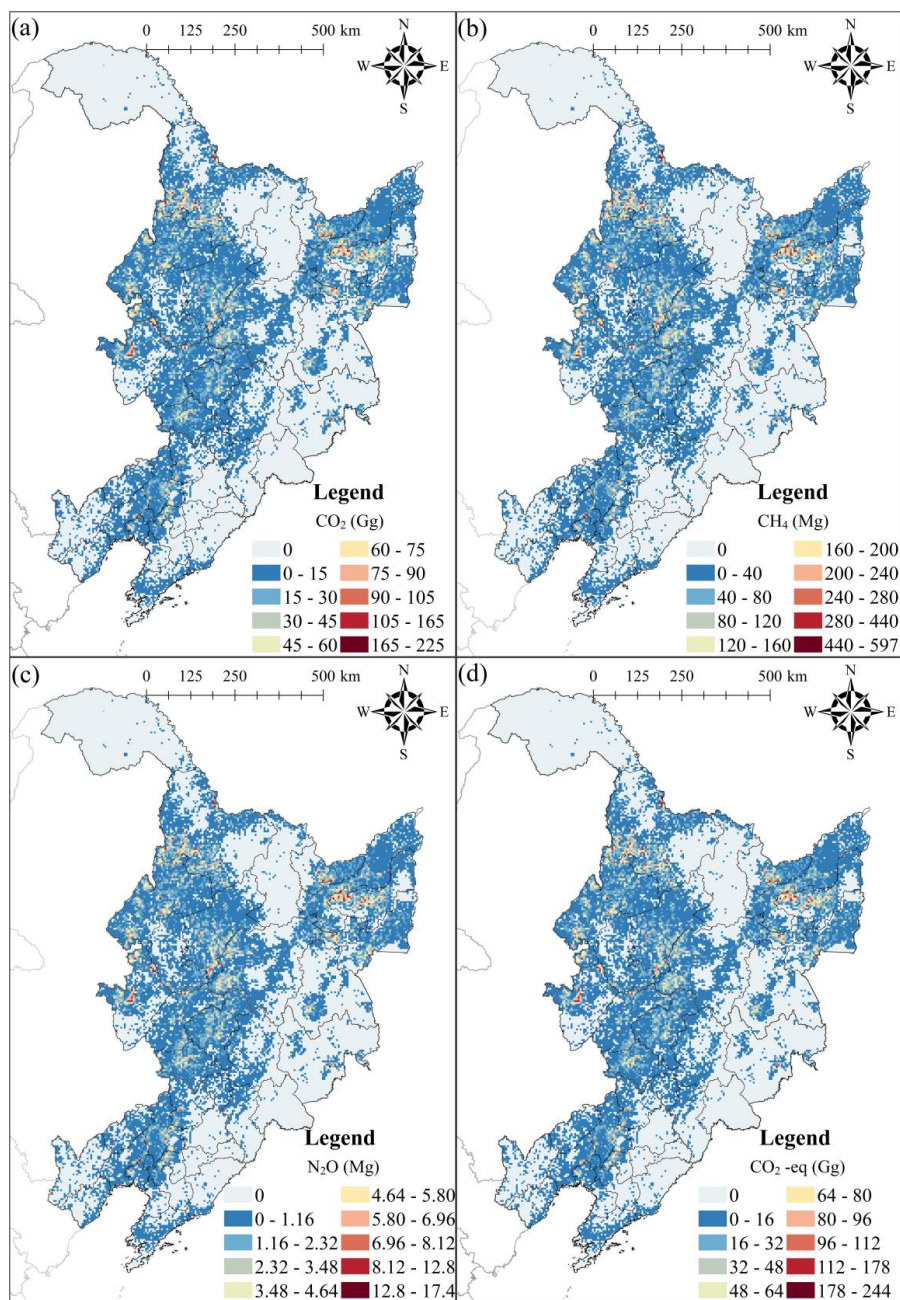 (a)
0 125 250 500 km
N
W E
S
Legend
CO₂ (Gg)
0 60 - 75
0 - 15 75 - 90
15 - 30 90 - 105
30 - 45 105 - 165
45 - 60 165 - 225
(b)
0 125 250 500 km
N
W E
S
Legend
CH₄ (Mg)
0 160 - 200
0 - 40 200 - 240
40 - 80 240 - 280
80 - 120 280 - 440
120 - 160 440 - 597
(c)
0 125 250 500 km
N
W E
S
Legend
N₂O (Mg)
0 4.64 - 5.80
0 - 1.16 5.80 - 6.96
1.16 - 2.32 6.96 - 8.12
2.32 - 3.48 8.12 - 12.8
3.48 - 4.64 12.8 - 17.4
(d)
0 125 250 500 km
N
W E
S
Legend
CO₂ -eq (Gg)
0 64 - 80
0 - 16 80 - 96
16 - 32 96 - 112
32 - 48 112 - 178
48 - 64 178 - 244